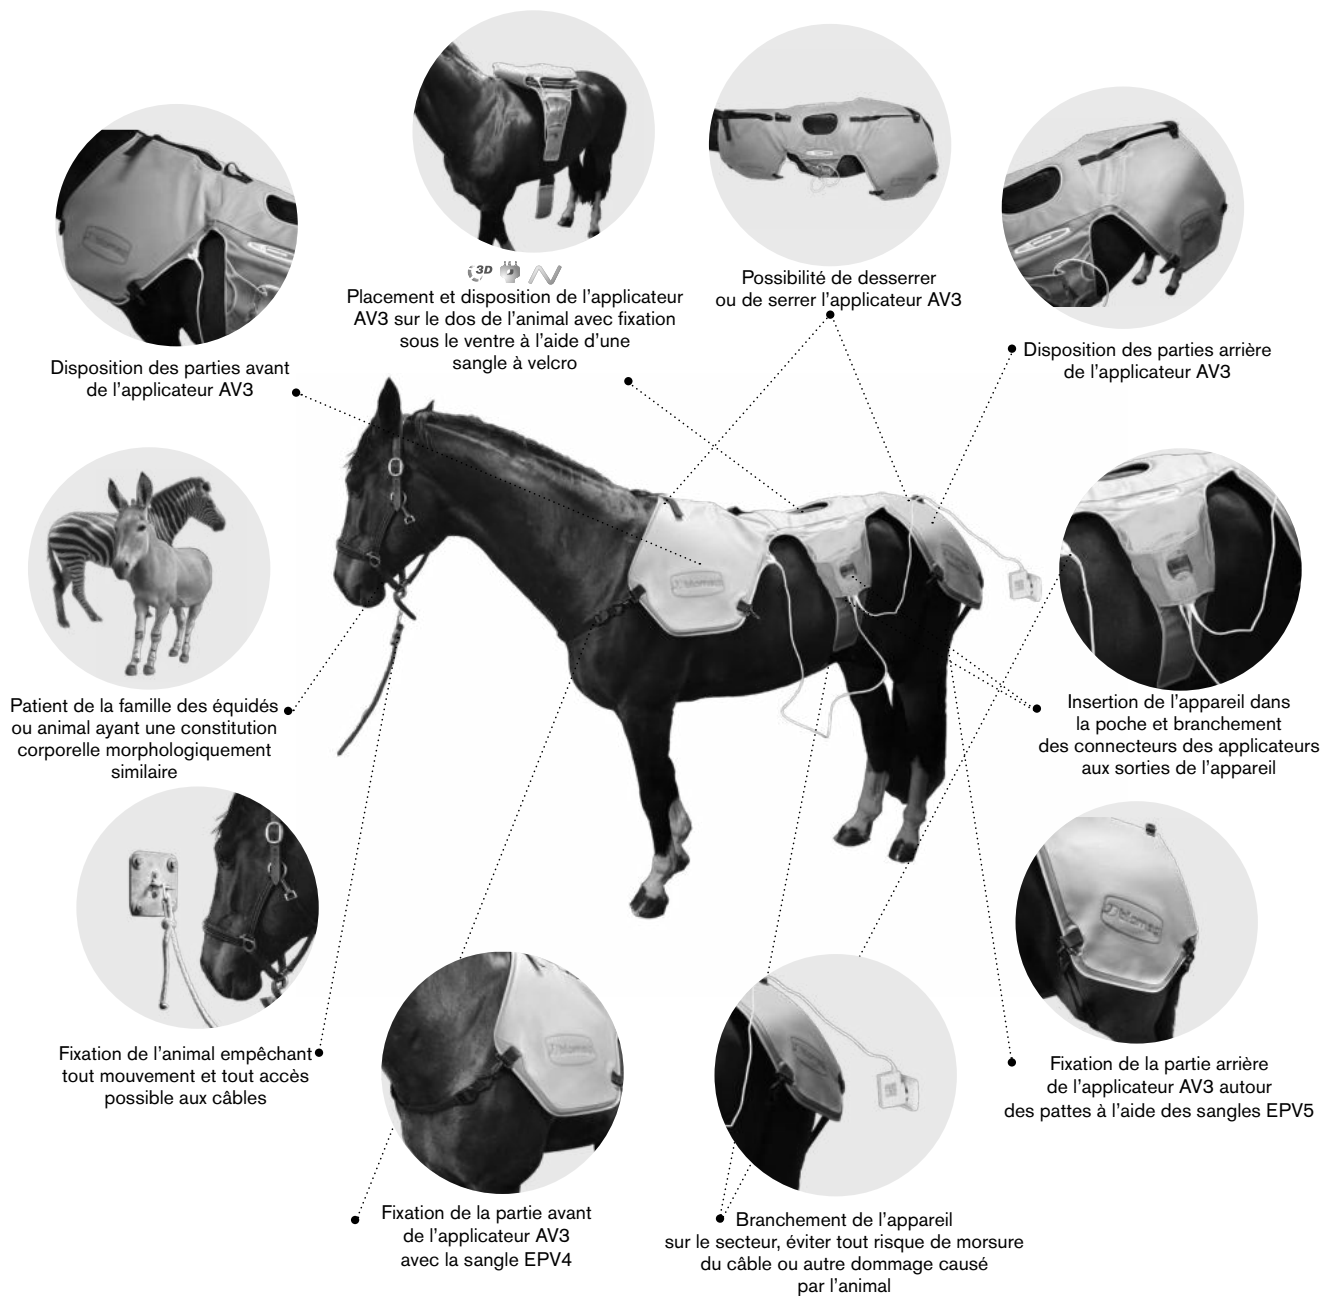 3D
Placement et disposition de l'applicateur
AV3 sur le dos de l'animal avec fixation
sous le ventre à l'aide d'une
sangle à velcro
Possibilité de desserrer
ou de serrer l'applicateur AV3
Disposition des parties avant
de l'applicateur AV3
Disposition des parties arrière
de l'applicateur AV3
Patient de la famille des équidés
ou animal ayant une constitution
corporelle morphologiquement
similaire
Insertion de l'appareil dans
la poche et branchement
des connecteurs des applicateurs
aux sorties de l'appareil
Fixation de l'animal empêchant
tout mouvement et tout accès
possible aux câbles
Fixation de la partie arrière
de l'applicateur AV3 autour
des pattes à l'aide des sangles EPV5
Fixation de la partie avant
de l'applicateur AV3
avec la sangle EPV4
Branchement de l'appareil
sur le secteur, éviter tout risque de morsure
du câble ou autre dommage causé
par l'animal